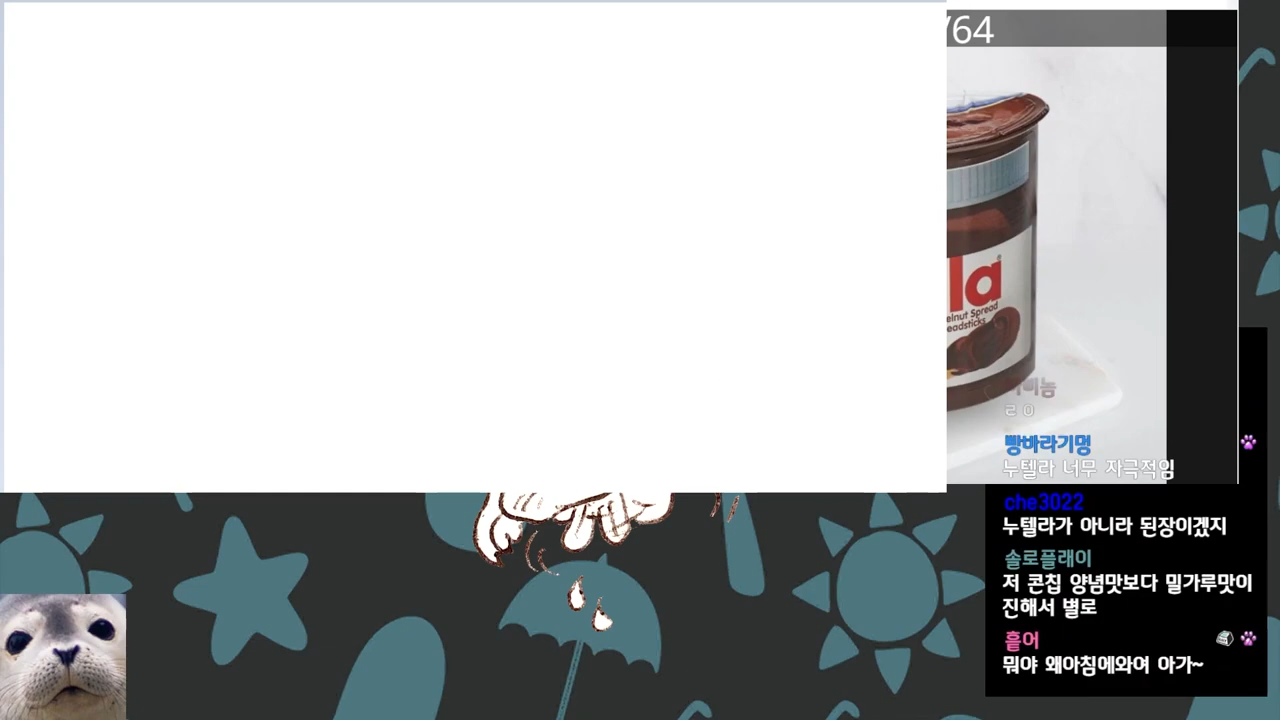 /64
la
elnut Spread
eadsticks
ㄹㅇ
빵바라기멍
누텔라 너무 자극적임
che3022
누텔라가 아니라 된장이겠지
솔로플래이
저 콘칩 양념맛보다 밀가루맛이
진해서 별로
흩어
뭐야 왜아침에와여 아가~